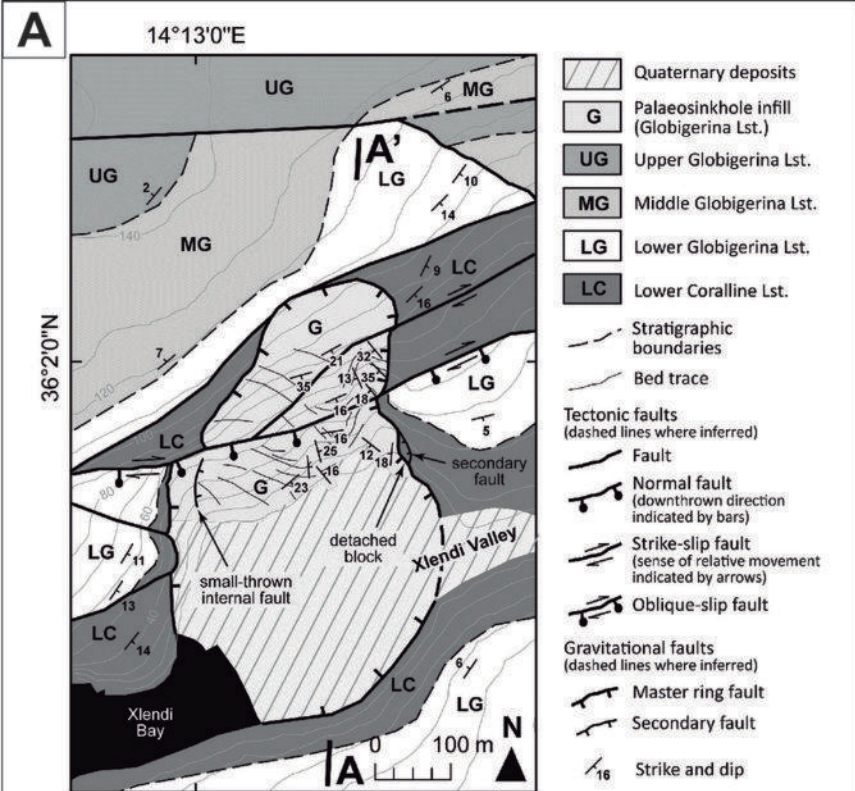 A
14°13'0"E
36°2'0"N
UG
MG
6
A'
UG
2
LG
10
14
140
MG
9
LC
16
G
7
120
21
32
35
13
35
18
16
LG
5
100
LC
16
25
16
12
18
23
G
secondary
fault
80
60
detached
block
Xlendi Valley
LG
11
small-thrown
internal fault
13
LC
14
40
6
LC
LG
Xlendi
Bay
N
A
0 100 m
Quaternary deposits
G
Palaeosinkhole infill
(Globigerina Lst.)
UG
Upper Globigerina Lst.
MG
Middle Globigerina Lst.
LG
Lower Globigerina Lst.
LC
Lower Coralline Lst.
Stratigraphic
boundaries
Bed trace
Tectonic faults
(dashed lines where inferred)
Fault
Normal fault
(downthrown direction
indicated by bars)
Strike-slip fault
(sense of relative movement
indicated by arrows)
Oblique-slip fault
Gravitational faults
(dashed lines where inferred)
Master ring fault
Secondary fault
16
Strike and dip